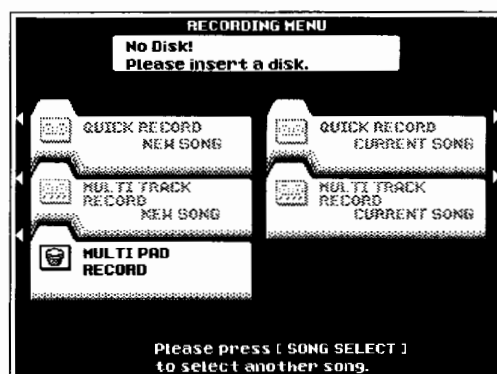 RECORDING MENU
No Disk!
Please insert a disk.
QUICK RECORD
NEW SONG
QUICK RECORD
CURRENT SONG
MULTI TRACK
RECORD
NEW SONG
MULTI TRACK
RECORD
CURRENT SONG
MULTI PAD
RECORD
Please press [ SONG SELECT ]
to select another song.